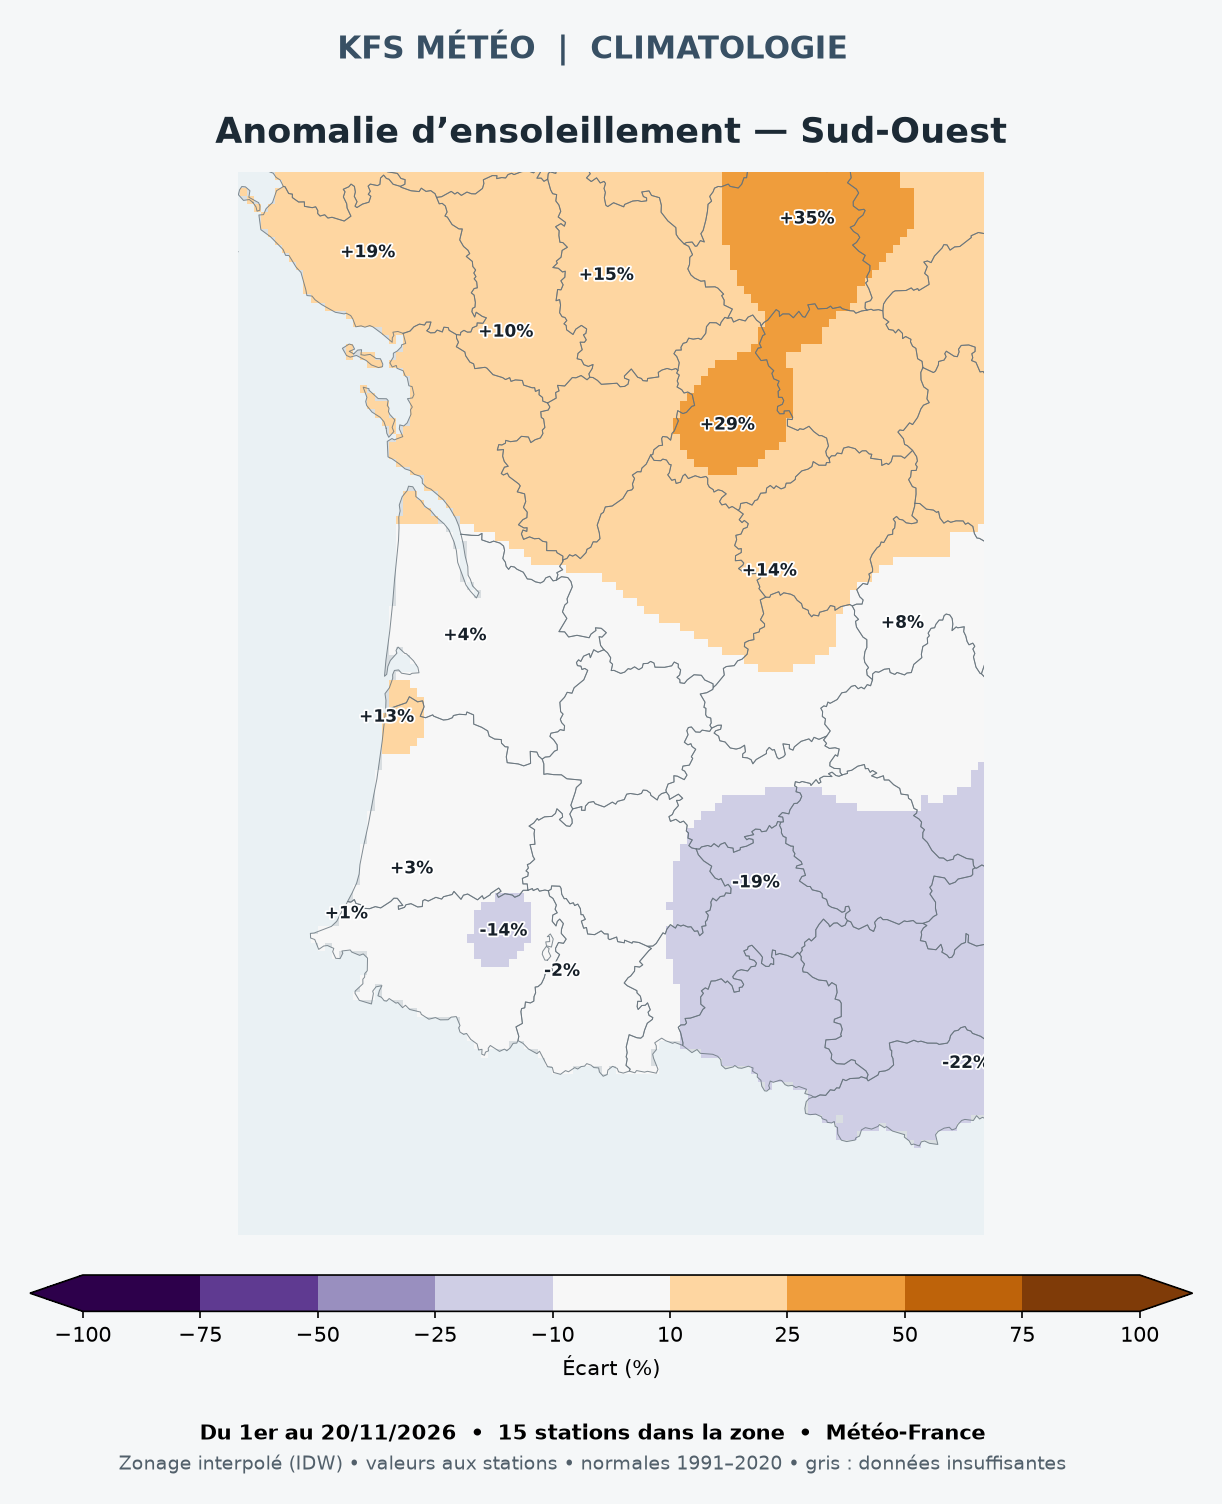 KFS MÉTÉO | CLIMATOLOGIE
Anomalie d’ensoleillement — Sud-Ouest
+35%
+19%
+15%
+10%
+29%
+14%
+8%
+4%
+13%
+3%
-19%
+1%
-14%
-2%
-22%
−100 −75 −50 −25 −10 10 25 50 75 100
Écart (%)
Du 1er au 20/11/2026 • 15 stations dans la zone • Météo-France
Zonage interpolé (IDW) • valeurs aux stations • normales 1991–2020 • gris : données insuffisantes